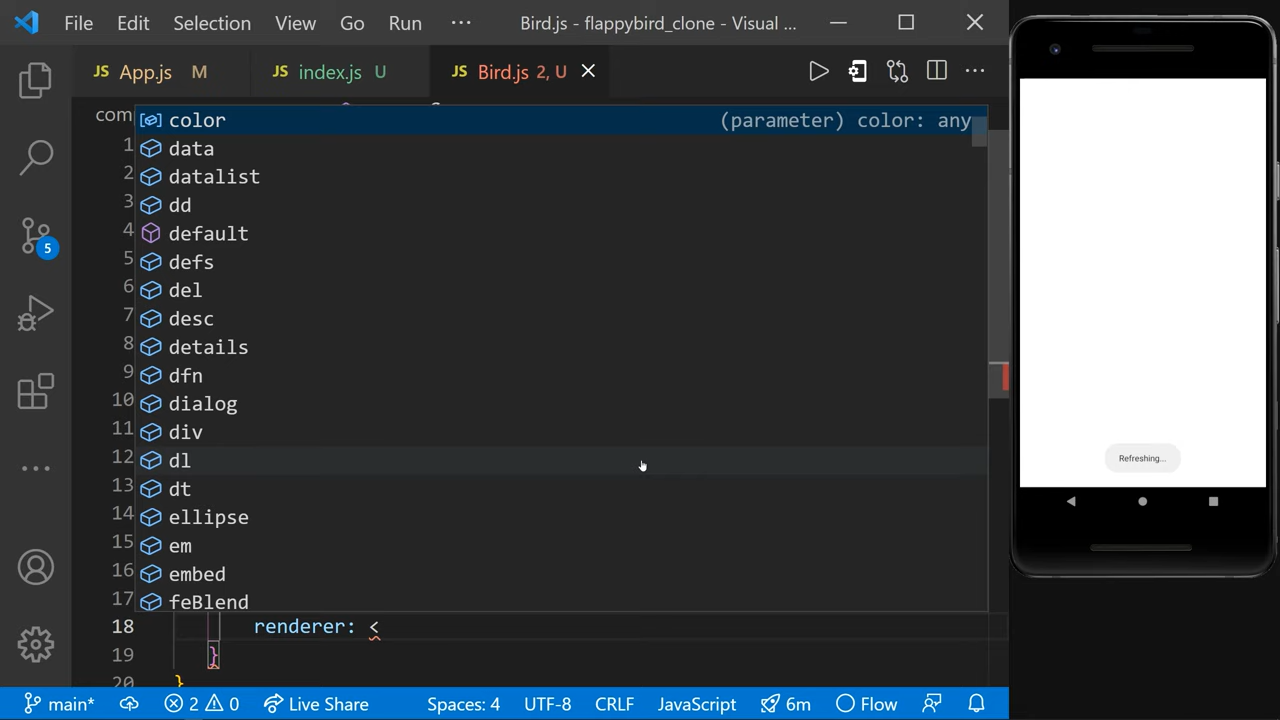 File Edit Selection View Go Run ··· Bird.js - flappybird_clone - Visual ...
JS App.js M JS index.js U JS Bird.js 2, U
com
color (parameter) color: any
1 data
2 datalist
3 dd
4 default
5 defs
6 del
7 desc
8 details
9 dfn
10 dialog
11 div
12 dl
13 dt
14 ellipse
15 em
16 embed
17 feBlend
18 renderer: <
19 }
20 }
5
Refreshing...
main* 2 0 Live Share Spaces: 4 UTF-8 CRLF JavaScript 6m Flow